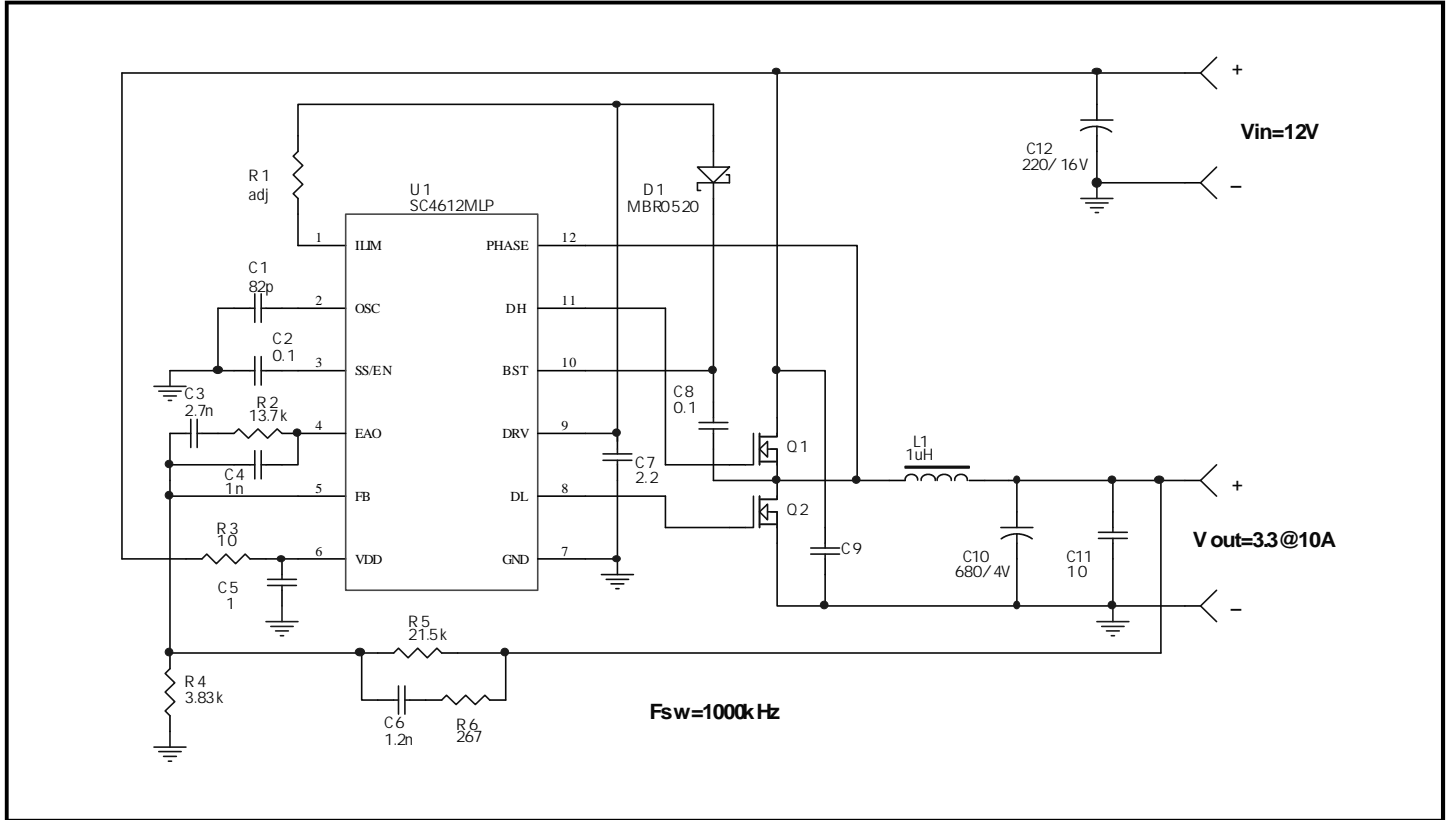 +
Vin=12V
C12
220/16V
–
R1
adj
U1
SC4612MLP
D1
MBR0520
1 ILIM PHASE 12
C1
82p
2 OSC DH 11
C2
0.1
3 SS/EN BST 10
C3
2.7n
R2
13.7k
C8
0.1
4 EAO DRV 9
C4
1n
C7
2.2
Q1
L1
1uH
+
5 FB DL 8
Q2
Vout=3.3@10A
R3
10
6 VDD GND 7
C9
C10
680/4V
C11
10
C5
1
–
R5
21.5k
R4
3.83k
C6
1.2n
R6
267
Fsw=1000kHz